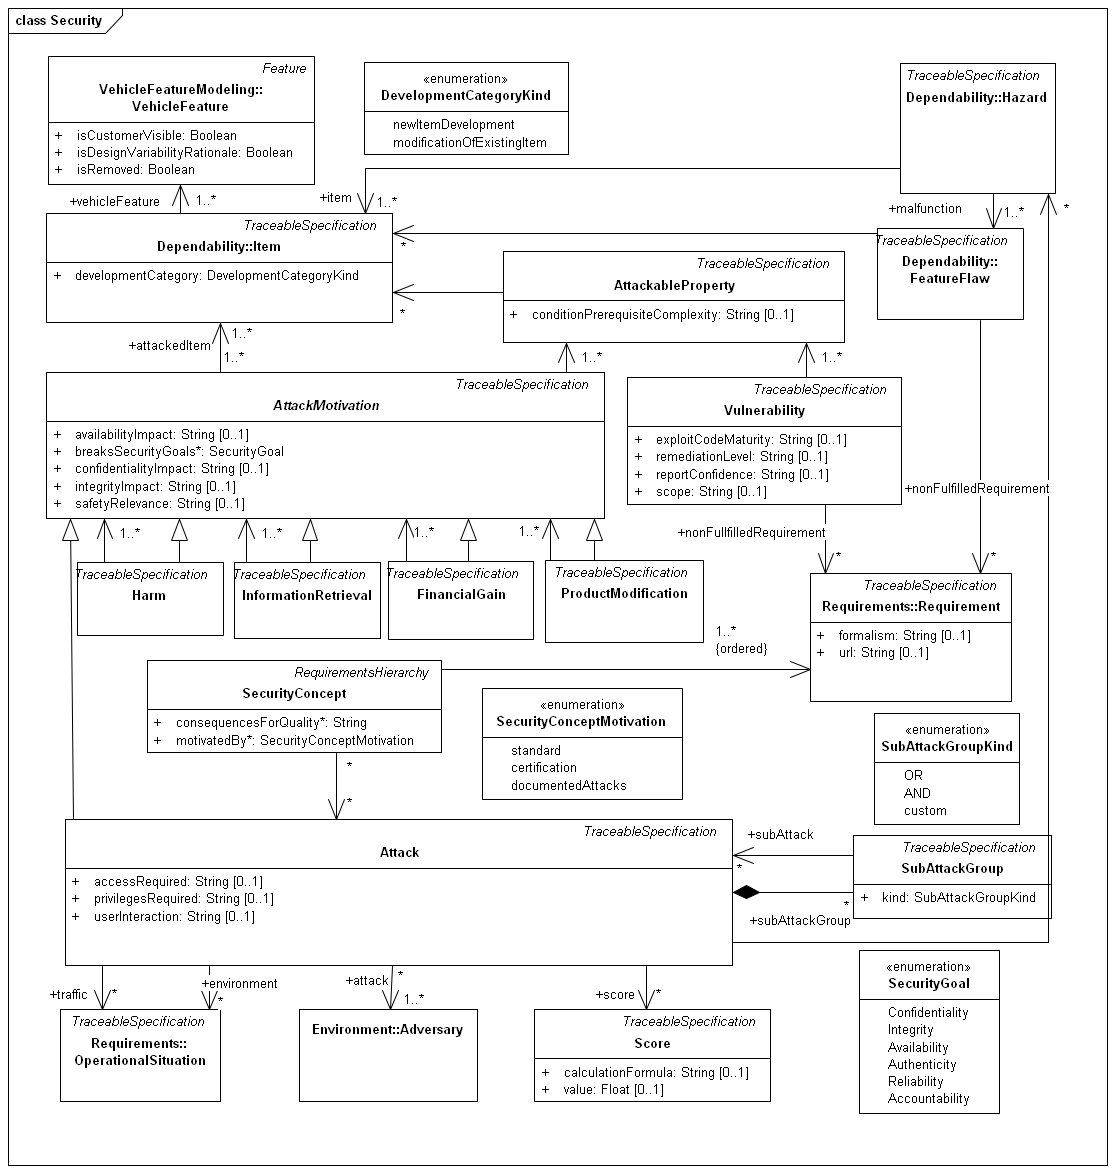 class Security
Feature
VehicleFeatureModeling::
VehicleFeature
+ isCustomerVisible: Boolean
+ isDesignVariabilityRationale: Boolean
+ isRemoved: Boolean
«enumeration»
DevelopmentCategoryKind
newItemDevelopment
modificationOfExistingItem
TraceableSpecification
Dependability::Hazard
+vehicleFeature
1..*
+item
1..*
+malfunction
1..*
*
TraceableSpecification
Dependability::Item
+ developmentCategory: DevelopmentCategoryKind
*
*
TraceableSpecification
AttackableProperty
+ conditionPrerequisiteComplexity: String [0..1]
TraceableSpecification
Dependability::
FeatureFlaw
+attackedItem
1..*
1..*
1..*
1..*
TraceableSpecification
AttackMotivation
+ availabilityImpact: String [0..1]
+ breaksSecurityGoals*: SecurityGoal
+ confidentialityImpact: String [0..1]
+ integrityImpact: String [0..1]
+ safetyRelevance: String [0..1]
TraceableSpecification
Vulnerability
+ exploitCodeMaturity: String [0..1]
+ remediationLevel: String [0..1]
+ reportConfidence: String [0..1]
+ scope: String [0..1]
+nonFulfilledRequirement
*
+nonFullfilledRequirement
*
1..*
1..*
1..*
1..*
TraceableSpecification
Harm
TraceableSpecification
InformationRetrieval
TraceableSpecification
FinancialGain
TraceableSpecification
ProductModification
TraceableSpecification
Requirements::Requirement
+ formalism: String [0..1]
+ url: String [0..1]
1..*
{ordered}
RequirementsHierarchy
SecurityConcept
+ consequencesForQuality*: String
+ motivatedBy*: SecurityConceptMotivation
«enumeration»
SecurityConceptMotivation
standard
certification
documentedAttacks
«enumeration»
SubAttackGroupKind
OR
AND
custom
*
*
TraceableSpecification
Attack
+ accessRequired: String [0..1]
+ privilegesRequired: String [0..1]
+ userInteraction: String [0..1]
+subAttack
*
+subAttackGroup
*
TraceableSpecification
SubAttackGroup
+ kind: SubAttackGroupKind
+traffic
*
+environment
*
+attack
*
1..*
+score
*
TraceableSpecification
Requirements::
OperationalSituation
Environment::Adversary
TraceableSpecification
Score
+ calculationFormula: String [0..1]
+ value: Float [0..1]
«enumeration»
SecurityGoal
Confidentiality
Integrity
Availability
Authenticity
Reliability
Accountability